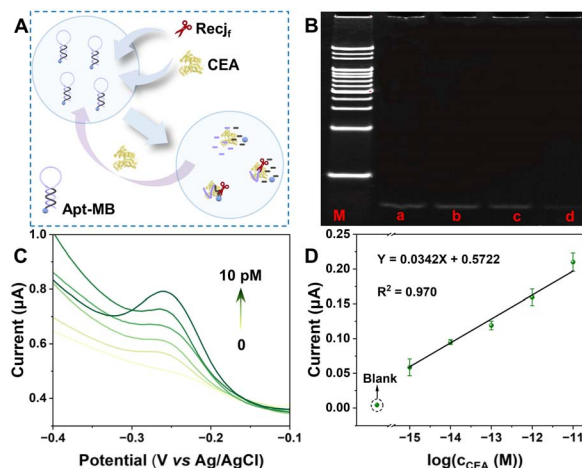 A
Recjf
CEA
Apt-MB
B
M
a
b
c
d
C
10 pM
0
1.0
0.8
0.6
0.4
Current (µA)
−0.4
−0.3
−0.2
−0.1
Potential (V vs Ag/AgCl)
D
Y = 0.0342X + 0.5722
R² = 0.970
Blank
0.25
0.20
0.15
0.10
0.05
0.00
Current (µA)
−15
−14
−13
−12
−11
log(cCEA (M))